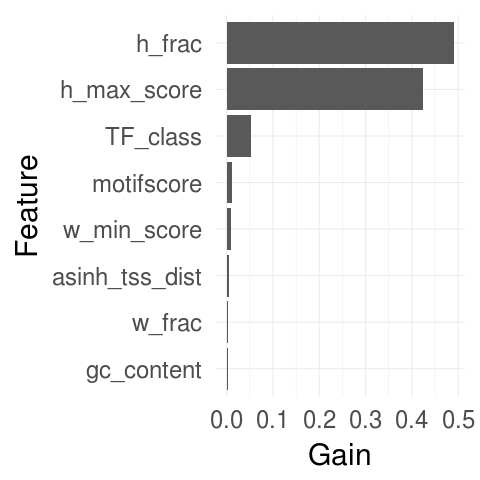 h_frac
h_max_score
TF_class
motifscore
w_min_score
asinh_tss_dist
w_frac
gc_content
Feature
0.0 0.1 0.2 0.3 0.4 0.5
Gain